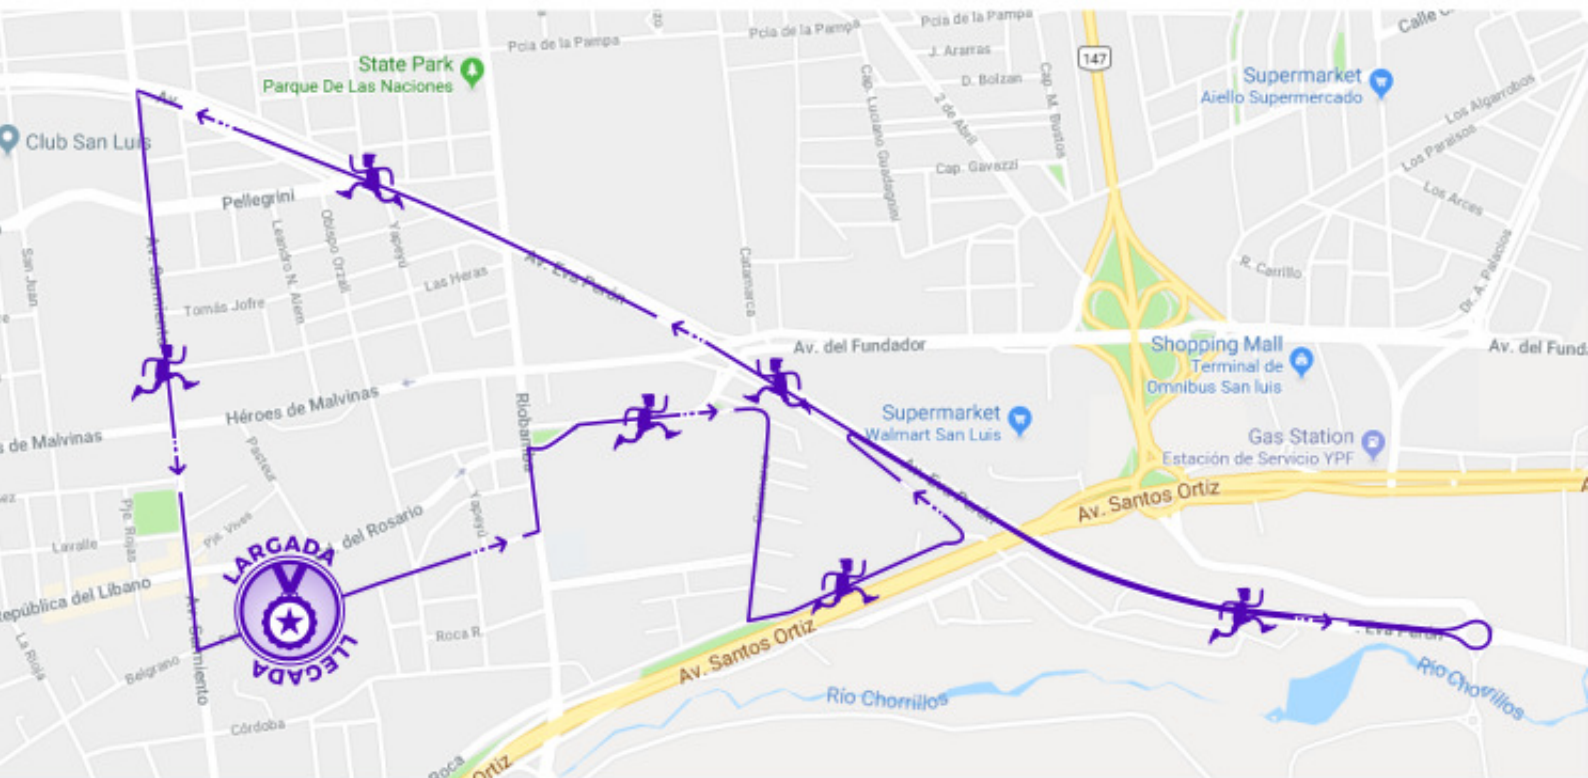 Pcia de la Pampa
Pcia de la Pampa
Pcia de la Pampa
Calle
147
J. Ararras
D. Bolzan
Cap. M. Bustos
2 de Abril
Cap. Luciano Guadagnini
Cap. Gavazzi
State Park
Parque De Las Naciones
Supermarket
Aiello Supermercado
Los Algarrobos
Los Paraísos
Los Arces
Club San Luis
Av.
Pellegrini
Av. Sarmiento
San Juan
Leandro N. Alem
Obispo Orzali
Yapeyú
Las Heras
Tomás Jofre
Av. Eva Perón
Catamarca
R. Carrillo
Dr. A. Palacios
Av. del Fundador
Av. del Fund
Shopping Mall
Terminal de
Omnibus San luis
Héroes de Malvinas
s de Malvinas
Riobamba
Supermarket
Walmart San Luis
Gas Station
Estación de Servicio YPF
Av. Eva Perón
Av. Santos Ortiz
Pasteur
Yapeyú
Pje. Rojas
Pje. Vives
Lavalle
del Rosario
República del Líbano
LARGADA
LLEGADA
Av. Sarmiento
La Rioja
Belgrano
Roca R.
Córdoba
Av. Santos Ortiz
Río Chorrillos
Eva Perón
Río Chorrillos
Roca
Ortiz